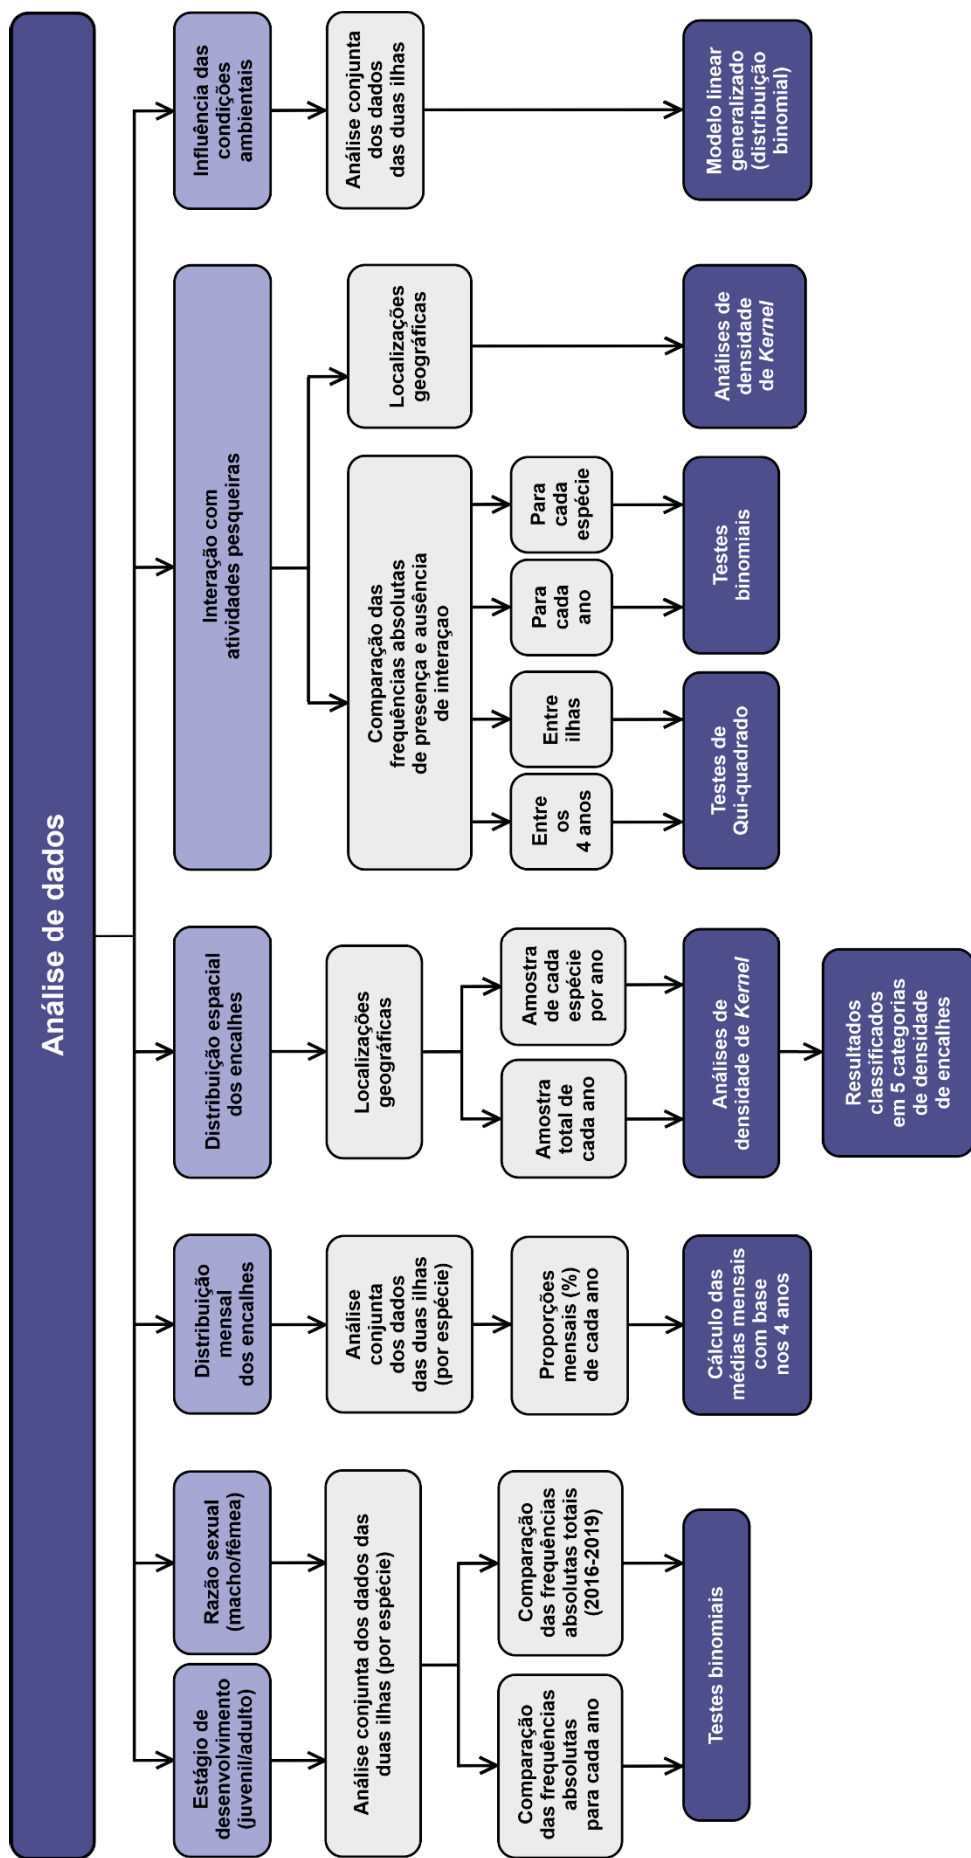 Análise de dados
Estágio de
desenvolvimento
(juvenil/adulto)
Razão sexual
(macho/fêmea)
Distribuição
mensal
dos encalhes
Distribuição espacial
dos encalhes
Interação com
atividades pesqueiras
Influência das
condições
ambientais
Análise conjunta dos dados das
duas ilhas (por espécie)
Análise
conjunta
dos dados
das duas ilhas
(por espécie)
Localizações
geográficas
Comparação das
frequências absolutas
de presença e ausência
de interaçao
Localizações
geográficas
Análise conjunta
dos dados
das duas ilhas
Comparação
das frequências
absolutas
para cada ano
Comparação
das frequências
absolutas totais
(2016-2019)
Proporções
mensais (%)
de cada ano
Amostra
total de
cada ano
Amostra
de cada
espécie
por ano
Entre
os
4 anos
Entre
ilhas
Para
cada
ano
Para
cada
espécie
Testes binomiais
Cálculo das
médias mensais
com base
nos 4 anos
Análises de
densidade de Kernel
Testes de
Qui-quadrado
Testes
binomiais
Análises de
densidade
de Kernel
Modelo linear
generalizado
(distribuição
binomial)
Resultados
classificados
em 5 categorias
de densidade
de encalhes